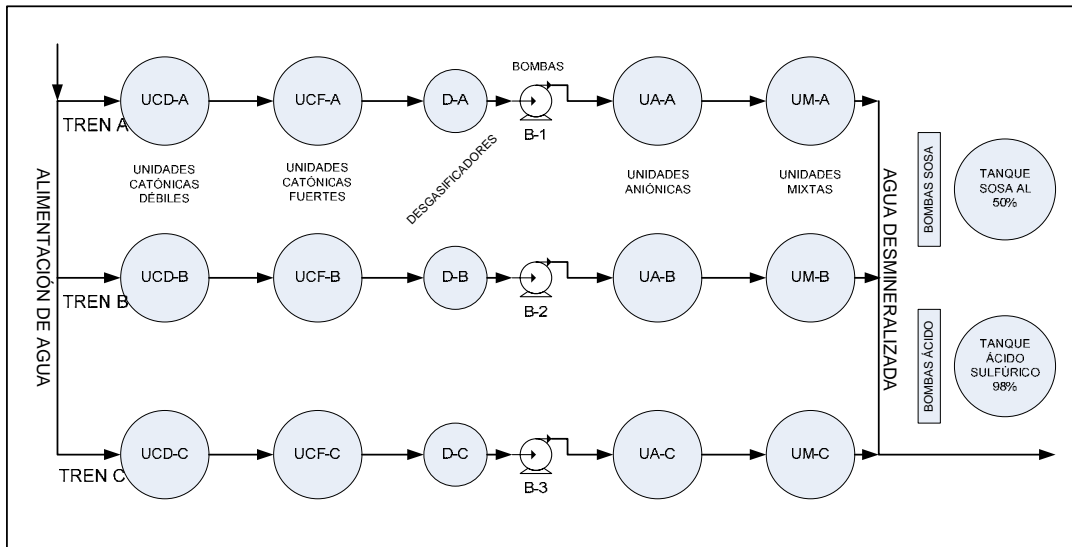 BOMBAS
UCD-A
UCF-A
D-A
UA-A
UM-A
TREN A
B-1
UNIDADES
CATÓNICAS
DÉBILES
UNIDADES
CATÓNICAS
FUERTES
DESGASIFICADORES
UNIDADES
ANIÓNICAS
UNIDADES
MIXTAS
ALIMENTACIÓN DE AGUA
AGUA DESMINERALIZADA
BOMBAS SOSA
TANQUE
SOSA AL
50%
UCD-B
UCF-B
D-B
UA-B
UM-B
TREN B
B-2
BOMBAS ÁCIDO
TANQUE
ÁCIDO
SULFÚRICO
98%
UCD-C
UCF-C
D-C
UA-C
UM-C
TREN C
B-3